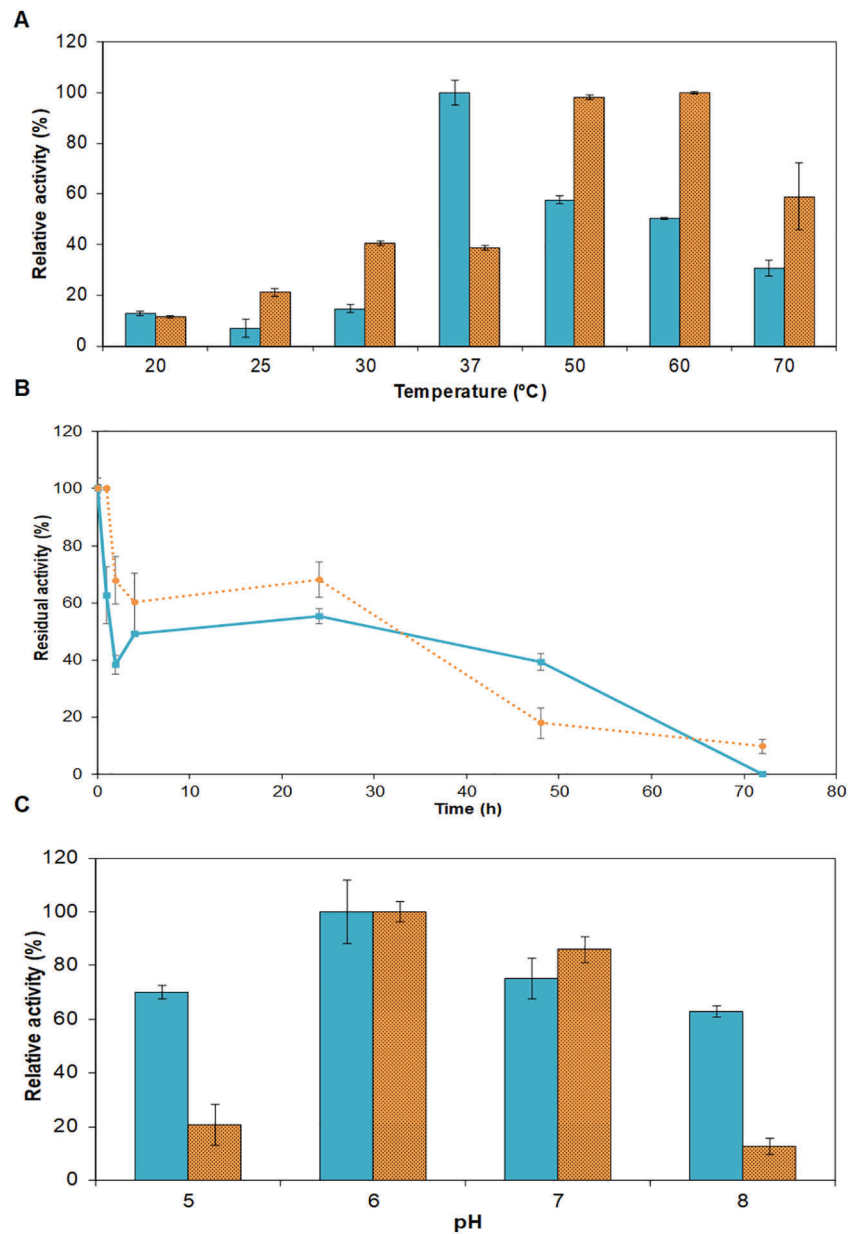 A
Relative activity (%)
120
100
80
60
40
20
0
20 25 30 37 50 60 70
Temperature (ºC)
B
Residual activity (%)
120
100
80
60
40
20
0
0 10 20 30 40 50 60 70 80
Time (h)
C
Relative activity (%)
120
100
80
60
40
20
0
5 6 7 8
pH